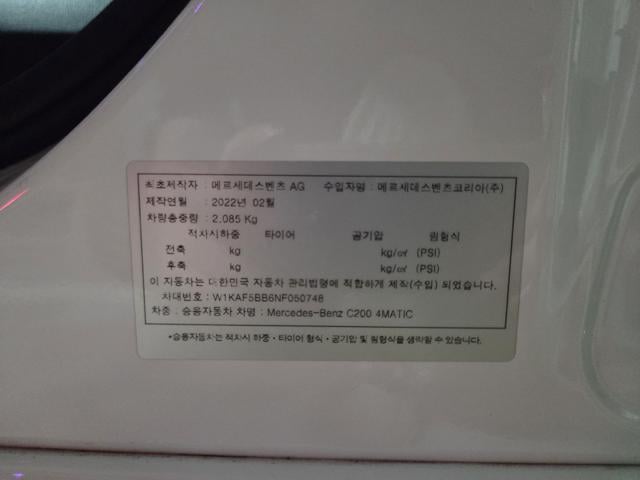 최초제작자 : 메르세데스벤츠 AG 수입자명 : 메르세데스벤츠코리아(주)
제작연월 : 2022년 02월
차량총중량 : 2,085 Kg
적차시하중 타이어 공기압 림형식
전축 kg kg/㎠ (PSI)
후축 kg kg/㎠ (PSI)
이 자동차는 대한민국 자동차 관리법령에 적합하게 제작(수입) 되었습니다.
차대번호 : W1KAF5BB6NF050748
차종 : 승용자동차 차명 : Mercedes-Benz C200 4MATIC
*승용자동차는 적차시 하중·타이어 형식·공기압 및 림형식을 생략할 수 있습니다.